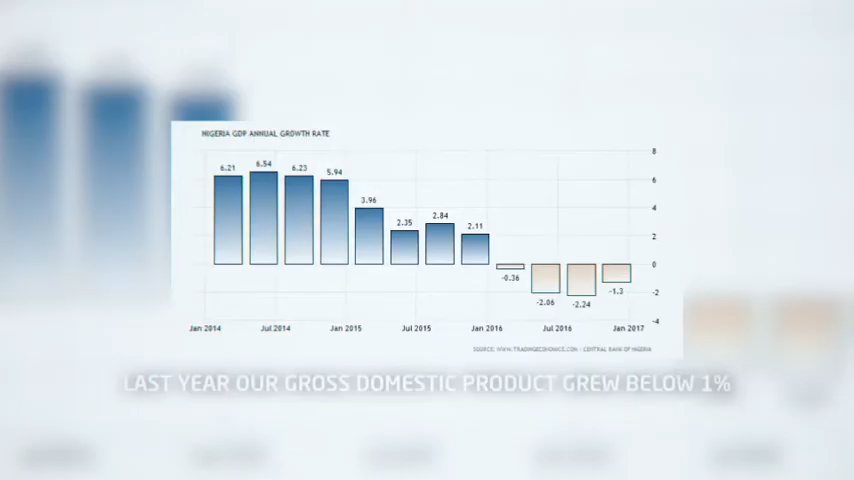 NIGERIA GDP ANNUAL GROWTH RATE
8
6.21 6.54 6.23 5.94 3.96 2.35 2.84 2.11 -0.36 -2.06 -2.24 -1.3
6
4
2
0
-2
-4
Jan 2014 Jul 2014 Jan 2015 Jul 2015 Jan 2016 Jul 2016 Jan 2017
SOURCE: WWW.TRADINGECONOMICS.COM - CENTRAL BANK OF NIGERIA
LAST YEAR OUR GROSS DOMESTIC PRODUCT GREW BELOW 1%